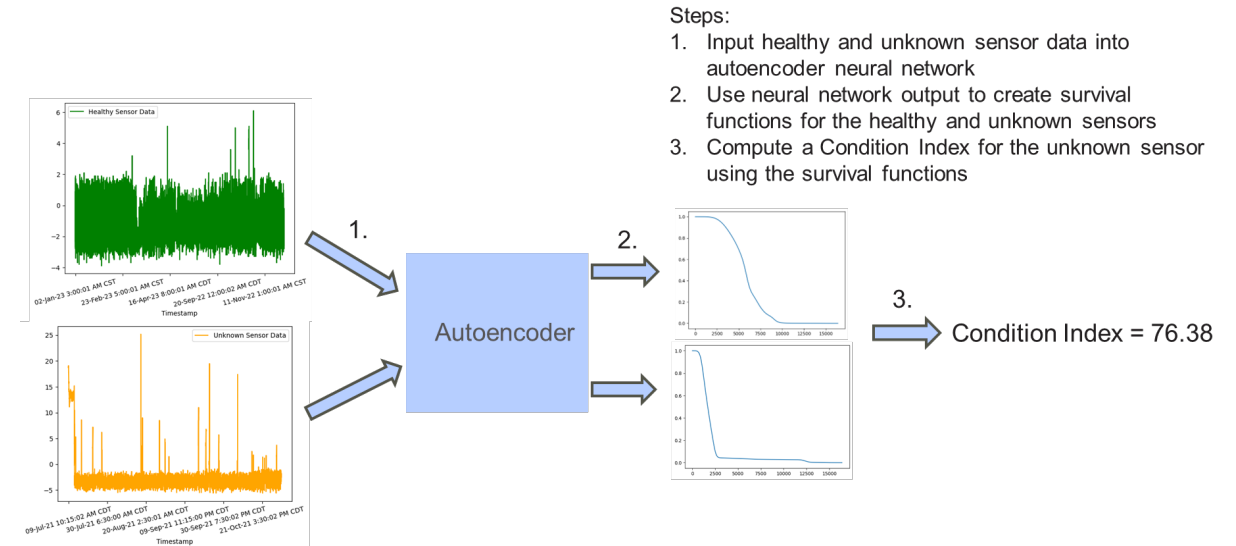 Steps:
1. Input healthy and unknown sensor data into
autoencoder neural network
2. Use neural network output to create survival
functions for the healthy and unknown sensors
3. Compute a Condition Index for the unknown sensor
using the survival functions
Healthy Sensor Data
6
4
2
0
−2
−4
02-Jan-23 3:00:01 AM CST
23-Feb-23 5:00:01 AM CST
16-Apr-23 8:00:01 AM CDT
20-Sep-22 12:00:02 AM CDT
11-Nov-22 1:00:01 AM CST
Timestamp
1.
Unknown Sensor Data
25
20
15
10
5
0
−5
09-Jul-21 10:15:02 AM CDT
30-Jul-21 6:30:00 AM CDT
20-Aug-21 2:30:01 AM CDT
09-Sep-21 11:15:00 PM CDT
30-Sep-21 7:30:02 PM CDT
21-Oct-21 3:30:02 PM CDT
Timestamp
Autoencoder
2.
1.0
0.8
0.6
0.4
0.2
0.0
0 2500 5000 7500 10000 12500 15000
1.0
0.8
0.6
0.4
0.2
0.0
0 2500 5000 7500 10000 12500 15000
3.
Condition Index = 76.38